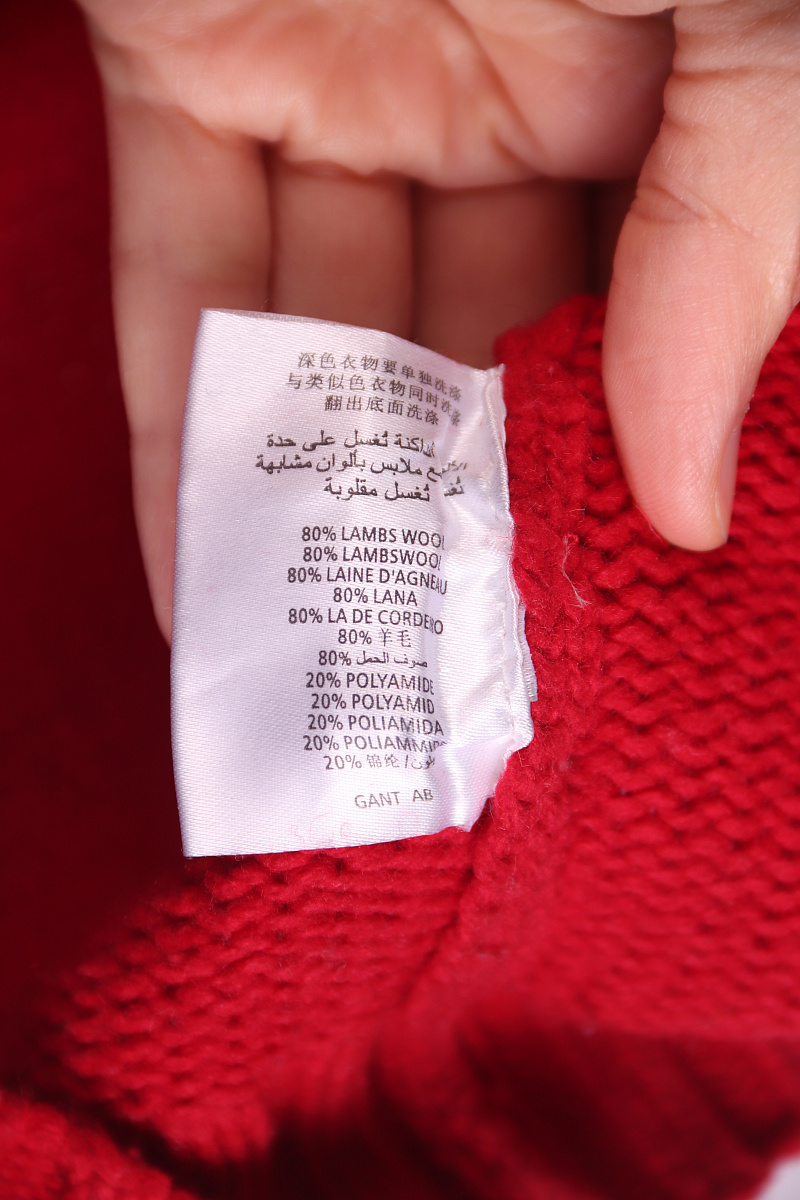 深色衣物要单独洗涤
与类似色衣物同时洗涤
翻出底面洗涤
الداكنة تُغسل على حدة
مع ملابس بألوان مشابهة
تُغسل مقلوبة
80% LAMBS WOOL
80% LAMBSWOOL
80% LAINE D'AGNEAU
80% LANA
80% LA DE CORDEIRO
80% 羊毛
80% صوف الحمل
20% POLYAMIDE
20% POLYAMID
20% POLIAMIDA
20% POLIAMMIDE
20% 锦纶/
GANT AB